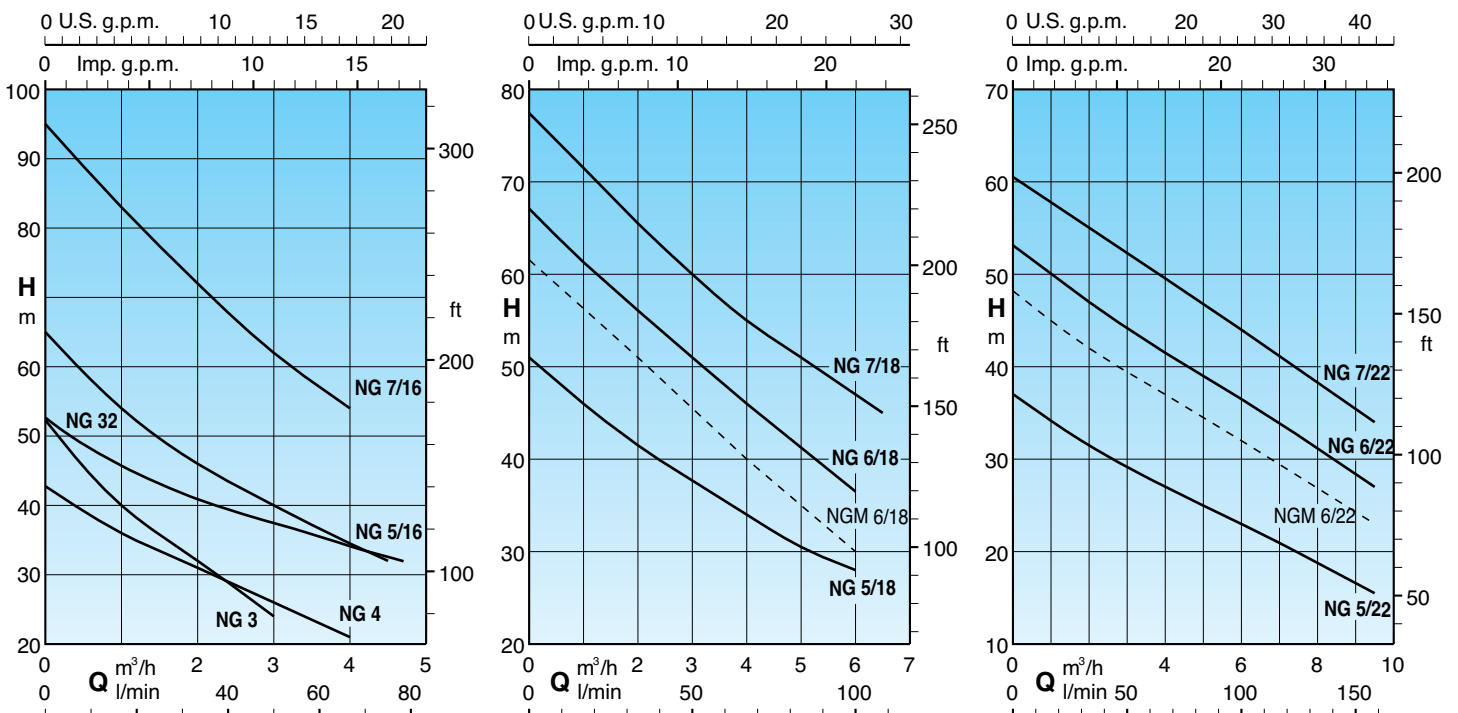 0 U.S. g.p.m. 10 15 20
0 Imp. g.p.m. 10 15
100
90
80
H
m
60
50
40
30
20
300
ft
200
100
NG 7/16
NG 32
NG 5/16
NG 3
NG 4
0 m³/h 2 3 4 5
Q
0 l/min 40 60 80
0 U.S. g.p.m. 10 20 30
0 Imp. g.p.m. 10 20
80
70
60
H
m
50
40
30
20
250
200
ft
150
100
NG 7/18
NG 6/18
NGM 6/18
NG 5/18
0 m³/h 2 3 4 5 6 7
Q
0 l/min 50 100
0 U.S. g.p.m. 20 30 40
0 Imp. g.p.m. 20 30
70
60
50
H
m
40
30
20
10
200
150
ft
100
50
NG 7/22
NG 6/22
NGM 6/22
NG 5/22
0 m³/h 4 6 8 10
Q
0 l/min 50 100 150